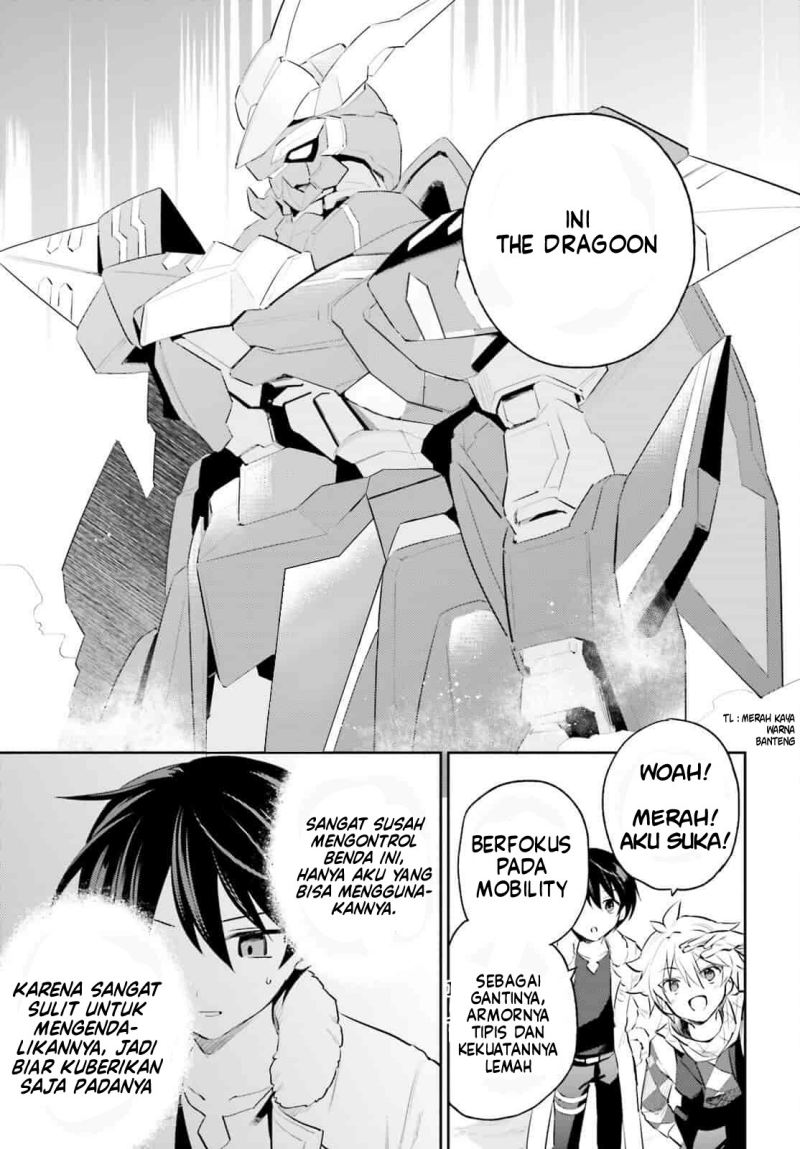 INI
THE DRAGOON
TL : MERAH KAYA
WARNA
BANTENG
WOAH!
MERAH!
AKU SUKA!
BERFOKUS
PADA
MOBILITY
SEBAGAI
GANTINYA,
ARMORNYA
TIPIS DAN
KEKUATANNYA
LEMAH
SANGAT SUSAH
MENGONTROL
BENDA INI,
HANYA AKU YANG
BISA MENGGUNA-
KANNYA.
KARENA SANGAT
SULIT UNTUK
MENGENDA-
LIKANNYA, JADI
BIAR KUBERIKAN
SAJA PADANYA